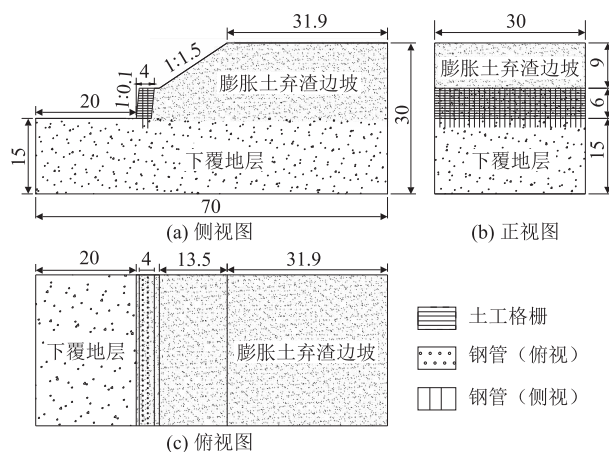 31.9
4
1:1.5
1:0.1
膨胀土弃渣边坡
20
30
15
下覆地层
70
(a) 侧视图
30
膨胀土弃渣边坡
9
6
15
下覆地层
(b) 正视图
20
4
13.5
31.9
下覆地层
膨胀土弃渣边坡
(c) 俯视图
土工格栅
钢管（俯视）
钢管（侧视）